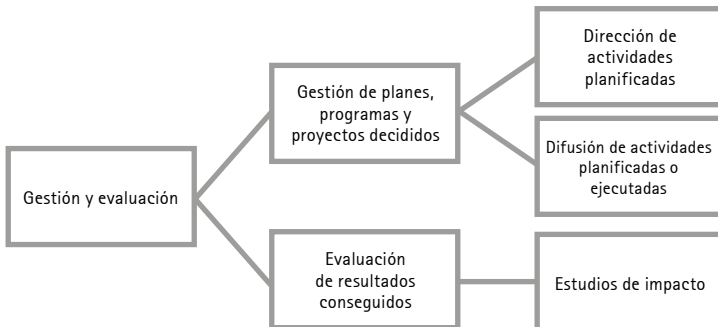 Gestión y evaluación
Gestión de planes,
programas y
proyectos decididos
Dirección de
actividades
planificadas
Difusión de actividades
planificadas o
ejecutadas
Evaluación
de resultados
conseguidos
Estudios de impacto